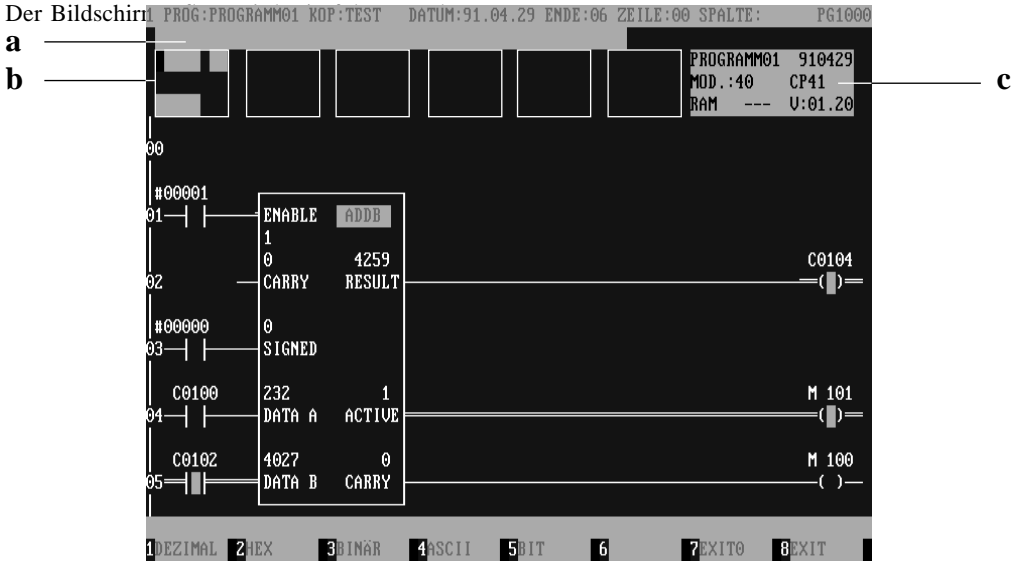 Der Bildschirm
1 PROG:PROGRAMM01 KOP:TEST DATUM:91.04.29 ENDE:06 ZEILE:00 SPALTE: PG1000
a
b
c
PROGRAMM01 910429
MOD.:40 CP41
RAM --- V:01.20
00
#00001
01 ENABLE ADDB
1
0 4259 C0104
02 CARRY RESULT ( )
#00000 0
03 SIGNED
C0100 232 1 M 101
04 DATA A ACTIVE ( )
C0102 4027 0 M 100
05 DATA B CARRY ( )
1DEZIMAL 2HEX 3BINÄR 4ASCII 5BIT 6 7EXIT0 8EXIT